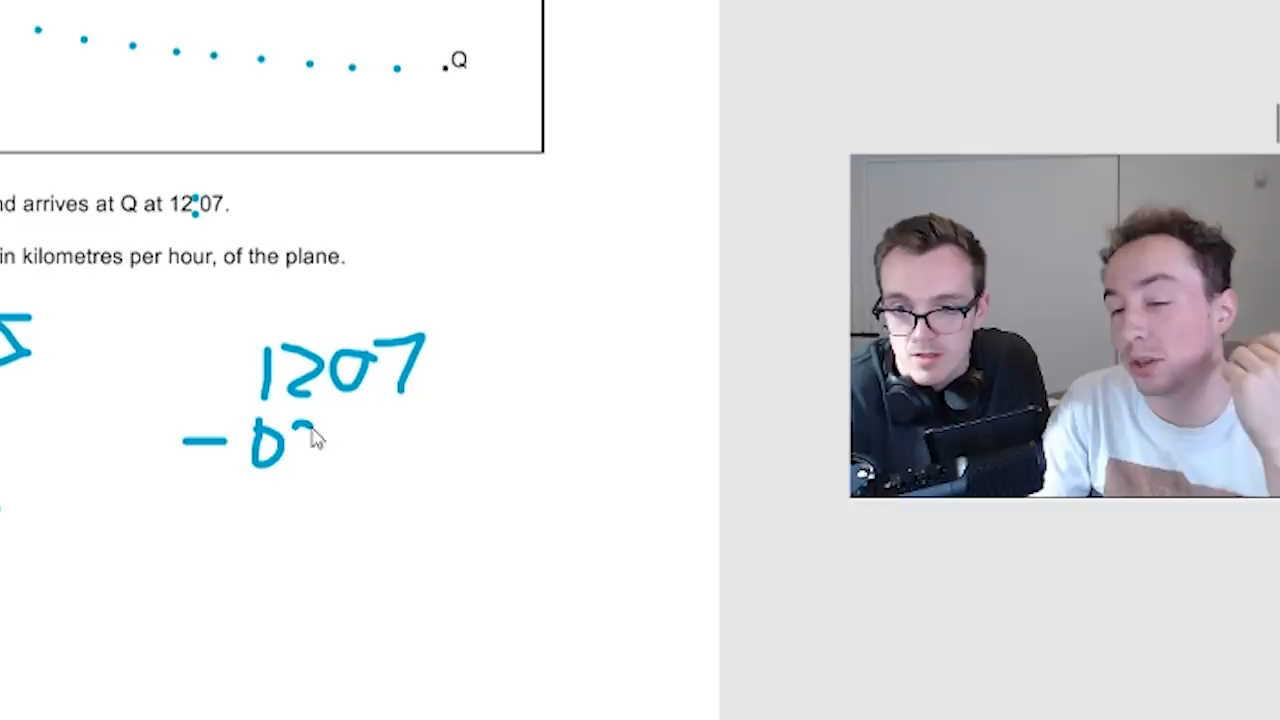 Q
nd arrives at Q at 12:07.
in kilometres per hour, of the plane.
1207
- 0